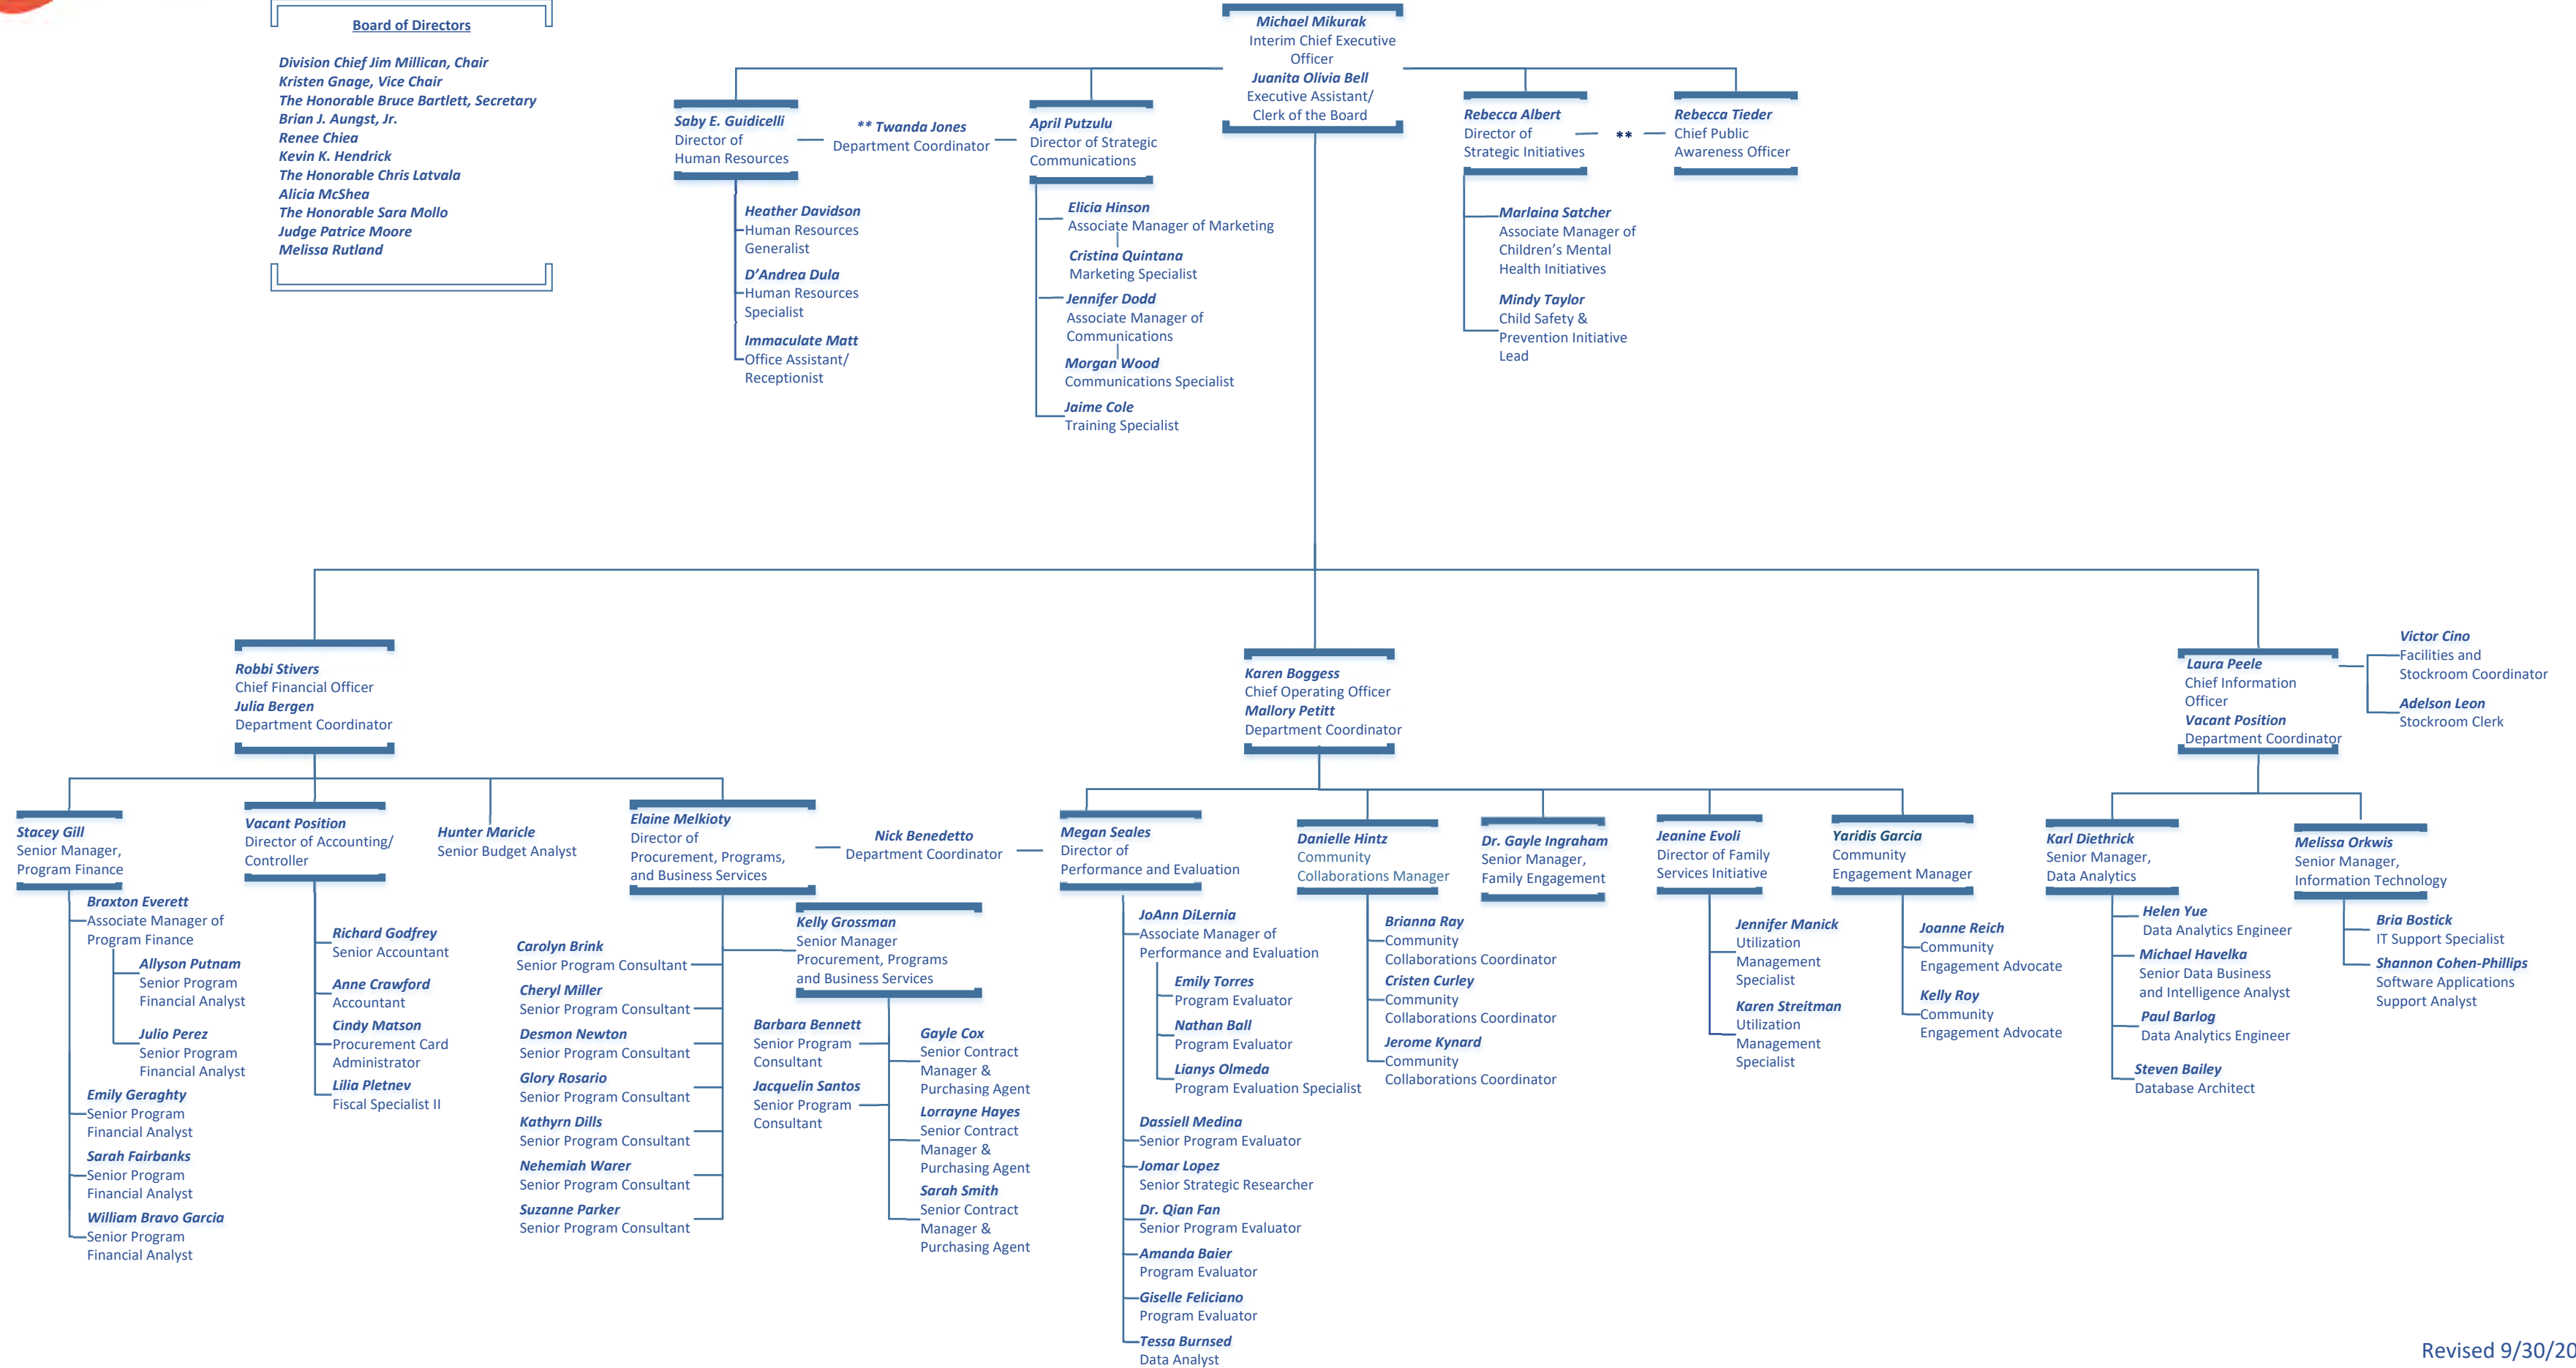 Board of Directors
Division Chief Jim Millican, Chair
Kristen Gnage, Vice Chair
The Honorable Bruce Bartlett, Secretary
Brian J. Aungst, Jr.
Renee Chiea
Kevin K. Hendrick
The Honorable Chris Latvala
Alicia McShea
The Honorable Sara Mollo
Judge Patrice Moore
Melissa Rutland
Michael Mikurak
Interim Chief Executive
Officer
Juanita Olivia Bell
Executive Assistant/
Clerk of the Board
Saby E. Guidicelli
Director of
Human Resources
** Twanda Jones
Department Coordinator
April Putzulu
Director of Strategic
Communications
Rebecca Albert
Director of
Strategic Initiatives
**
Rebecca Tieder
Chief Public
Awareness Officer
Heather Davidson
Human Resources
Generalist
D'Andrea Dula
Human Resources
Specialist
Immaculate Matt
Office Assistant/
Receptionist
Elicia Hinson
Associate Manager of Marketing
Cristina Quintana
Marketing Specialist
Jennifer Dodd
Associate Manager of
Communications
Morgan Wood
Communications Specialist
Jaime Cole
Training Specialist
Marlaina Satcher
Associate Manager of
Children’s Mental
Health Initiatives
Mindy Taylor
Child Safety &
Prevention Initiative
Lead
Robbi Stivers
Chief Financial Officer
Julia Bergen
Department Coordinator
Karen Boggess
Chief Operating Officer
Mallory Petitt
Department Coordinator
Laura Peele
Chief Information
Officer
Vacant Position
Department Coordinator
Victor Cino
Facilities and
Stockroom Coordinator
Adelson Leon
Stockroom Clerk
Stacey Gill
Senior Manager,
Program Finance
Braxton Everett
Associate Manager of
Program Finance
Allyson Putnam
Senior Program
Financial Analyst
Julio Perez
Senior Program
Financial Analyst
Emily Geraghty
Senior Program
Financial Analyst
Sarah Fairbanks
Senior Program
Financial Analyst
William Bravo Garcia
Senior Program
Financial Analyst
Vacant Position
Director of Accounting/
Controller
Richard Godfrey
Senior Accountant
Anne Crawford
Accountant
Cindy Matson
Procurement Card
Administrator
Lilia Pletnev
Fiscal Specialist II
Hunter Maricle
Senior Budget Analyst
Elaine Melkioty
Director of
Procurement, Programs,
and Business Services
Carolyn Brink
Senior Program Consultant
Cheryl Miller
Senior Program Consultant
Desmon Newton
Senior Program Consultant
Glory Rosario
Senior Program Consultant
Kathyrn Dills
Senior Program Consultant
Nehemiah Warer
Senior Program Consultant
Suzanne Parker
Senior Program Consultant
Kelly Grossman
Senior Manager
Procurement, Programs
and Business Services
Barbara Bennett
Senior Program
Consultant
Jacquelin Santos
Senior Program
Consultant
Gayle Cox
Senior Contract
Manager &
Purchasing Agent
Lorrayne Hayes
Senior Contract
Manager &
Purchasing Agent
Sarah Smith
Senior Contract
Manager &
Purchasing Agent
Nick Benedetto
Department Coordinator
Megan Seales
Director of
Performance and Evaluation
JoAnn DiLernia
Associate Manager of
Performance and Evaluation
Emily Torres
Program Evaluator
Nathan Ball
Program Evaluator
Lianys Olmeda
Program Evaluation Specialist
Dassiell Medina
Senior Program Evaluator
Jomar Lopez
Senior Strategic Researcher
Dr. Qian Fan
Senior Program Evaluator
Amanda Baier
Program Evaluator
Giselle Feliciano
Program Evaluator
Tessa Burnsed
Data Analyst
Danielle Hintz
Community
Collaborations Manager
Brianna Ray
Community
Collaborations Coordinator
Cristen Curley
Community
Collaborations Coordinator
Jerome Kynard
Community
Collaborations Coordinator
Dr. Gayle Ingraham
Senior Manager,
Family Engagement
Jeanine Evoli
Director of Family
Services Initiative
Jennifer Manick
Utilization
Management
Specialist
Karen Streitman
Utilization
Management
Specialist
Yaridis Garcia
Community
Engagement Manager
Joanne Reich
Community
Engagement Advocate
Kelly Roy
Community
Engagement Advocate
Karl Diethrick
Senior Manager,
Data Analytics
Helen Yue
Data Analytics Engineer
Michael Havelka
Senior Data Business
and Intelligence Analyst
Paul Barlog
Data Analytics Engineer
Steven Bailey
Database Architect
Melissa Orkwis
Senior Manager,
Information Technology
Bria Bostick
IT Support Specialist
Shannon Cohen-Phillips
Software Applications
Support Analyst
Revised 9/30/20